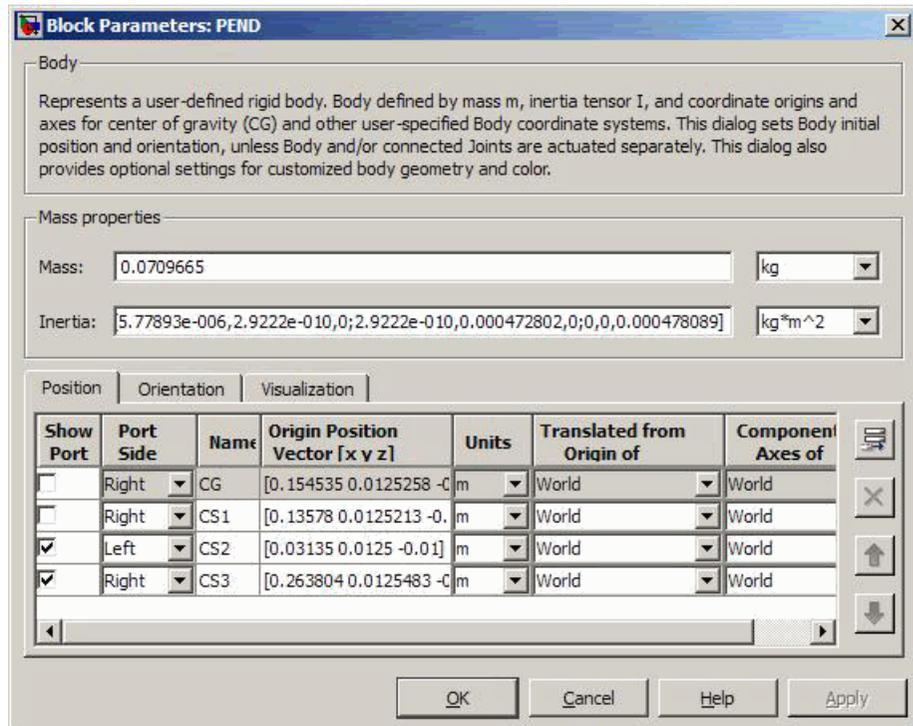 Block Parameters: PEND
Body
Represents a user-defined rigid body. Body defined by mass m, inertia tensor I, and coordinate origins and
axes for center of gravity (CG) and other user-specified Body coordinate systems. This dialog sets Body initial
position and orientation, unless Body and/or connected Joints are actuated separately. This dialog also
provides optional settings for customized body geometry and color.
Mass properties
Mass: 0.0709665 kg
Inertia: [5.77893e-006,2.9222e-010,0;2.9222e-010,0.000472802,0;0,0,0.000478089] kg*m^2
Position Orientation Visualization
Show Port Name Origin Position Units Translated from Component
Port Side Vector [x y z] Origin of Axes of
Right CG [0.154535 0.0125258 -0 m World World
Right CS1 [0.13578 0.0125213 -0. m World World
Left CS2 [0.03135 0.0125 -0.01] m World World
Right CS3 [0.263804 0.0125483 -0 m World World
OK Cancel Help Apply